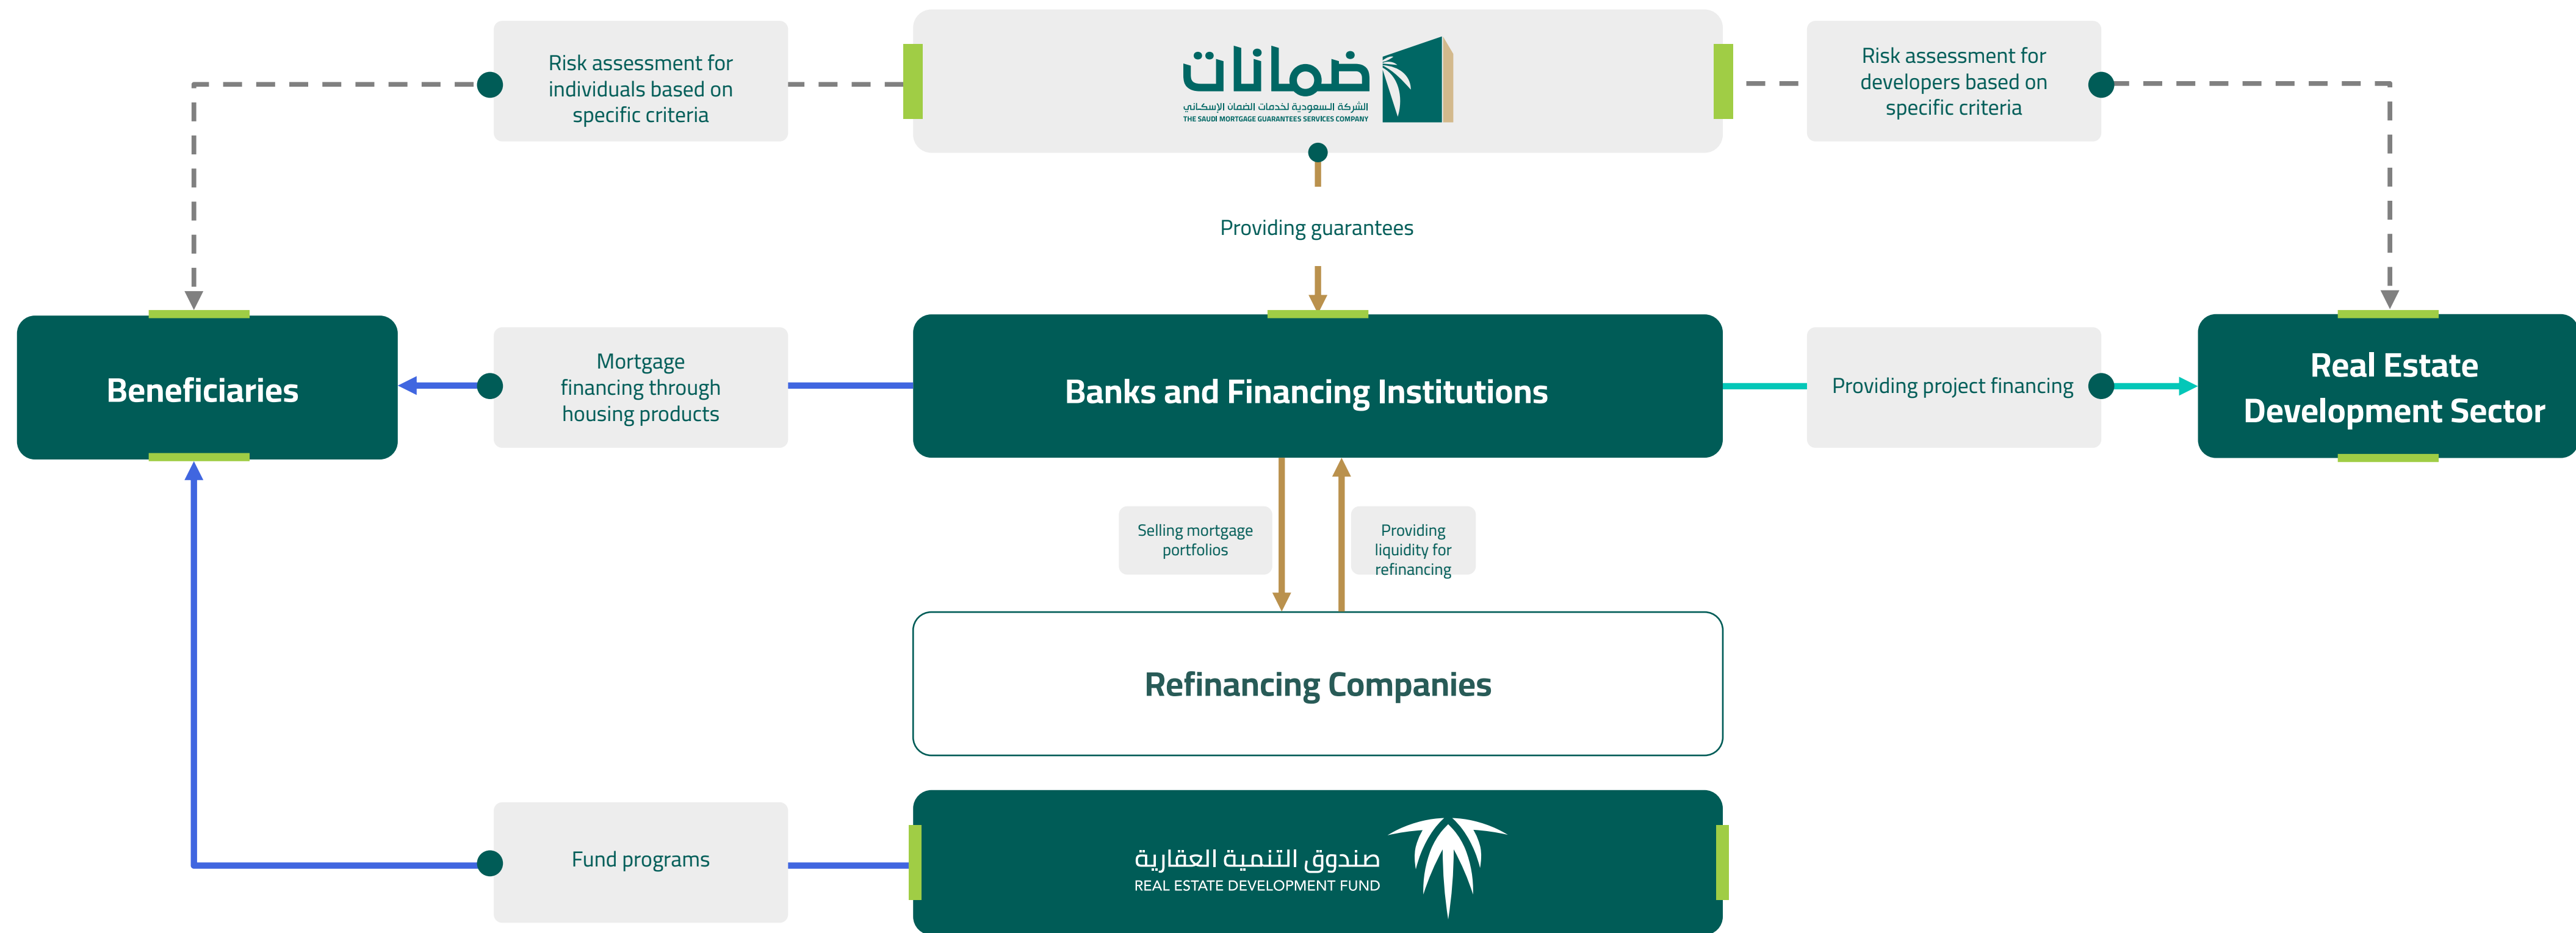 Risk assessment for
individuals based on
specific criteria
ضمانات
الشركة السعودية لخدمات الضمان الإسكاني
THE SAUDI MORTGAGE GUARANTEES SERVICES COMPANY
Risk assessment for
developers based on
specific criteria
Providing guarantees
Beneficiaries
Mortgage
financing through
housing products
Banks and Financing Institutions
Providing project financing
Real Estate
Development Sector
Selling mortgage
portfolios
Providing
liquidity for
refinancing
Refinancing Companies
Fund programs
صندوق التنمية العقارية
REAL ESTATE DEVELOPMENT FUND